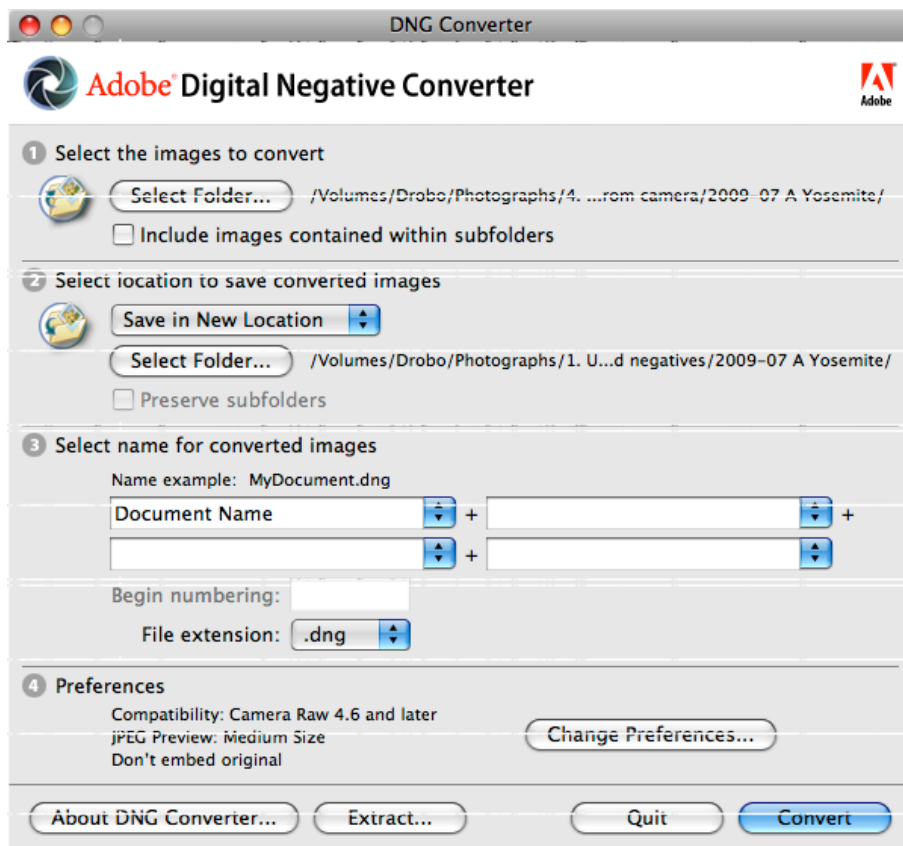 DNG Converter
Adobe® Digital Negative Converter
Adobe
1 Select the images to convert
Select Folder... /Volumes/Drobo/Photographs/4. ...rom camera/2009-07 A Yosemite/
Include images contained within subfolders
2 Select location to save converted images
Save in New Location
Select Folder... /Volumes/Drobo/Photographs/1. U...d negatives/2009-07 A Yosemite/
Preserve subfolders
3 Select name for converted images
Name example: MyDocument.dng
Document Name + +
+
Begin numbering:
File extension: .dng
4 Preferences
Compatibility: Camera Raw 4.6 and later
JPEG Preview: Medium Size
Change Preferences...
Don't embed original
About DNG Converter... Extract... Quit Convert